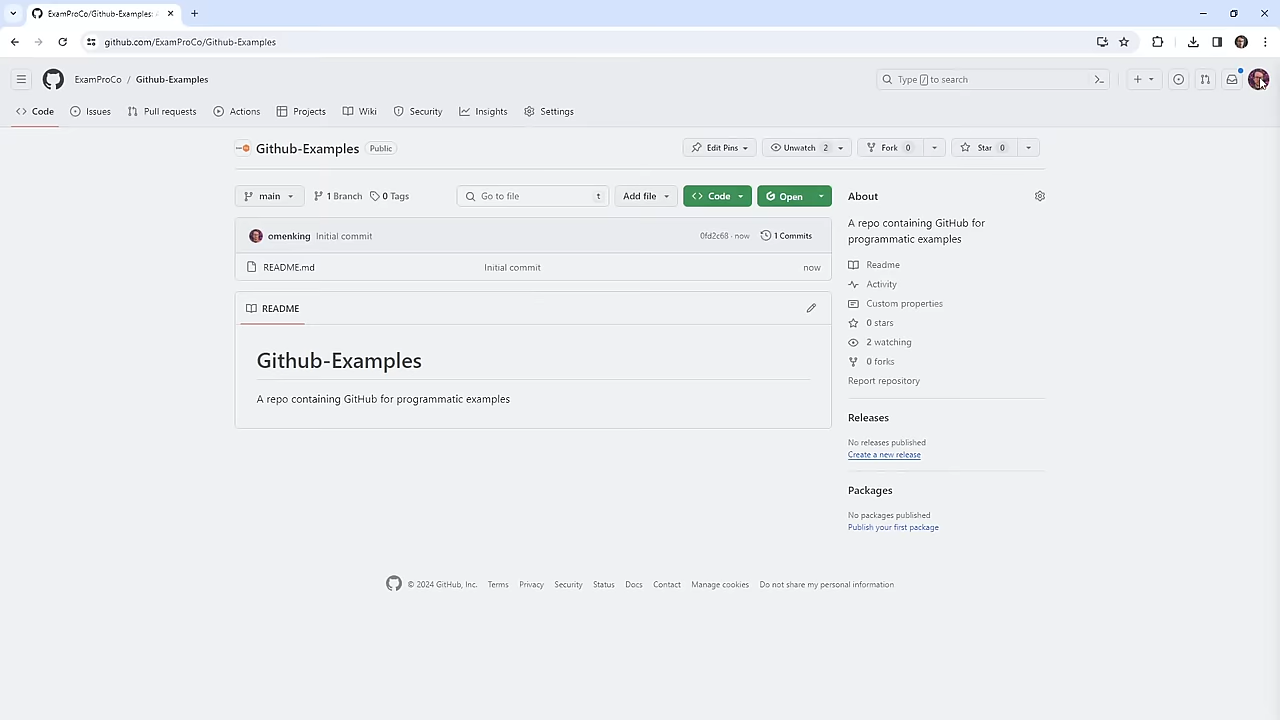 ExamProCo/Github-Examples:
github.com/ExamProCo/Github-Examples
ExamProCo / Github-Examples
Type / to search
Code Issues Pull requests Actions Projects Wiki Security Insights Settings
Github-Examples Public
Edit Pins Unwatch 2 Fork 0 Star 0
main 1 Branch 0 Tags Go to file t Add file Code Open
omenking Initial commit 0fd2c68 · now 1 Commits
README.md Initial commit now
README
Github-Examples
A repo containing GitHub for programmatic examples
About
A repo containing GitHub for
programmatic examples
Readme
Activity
Custom properties
0 stars
2 watching
0 forks
Report repository
Releases
No releases published
Create a new release
Packages
No packages published
Publish your first package
© 2024 GitHub, Inc. Terms Privacy Security Status Docs Contact Manage cookies Do not share my personal information